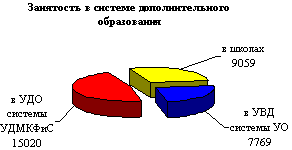 Занятость в системе дополнительного
образования
в школах
9059
в УДО
системы
УДМКФиС
15020
в УВД
системы УО
7769